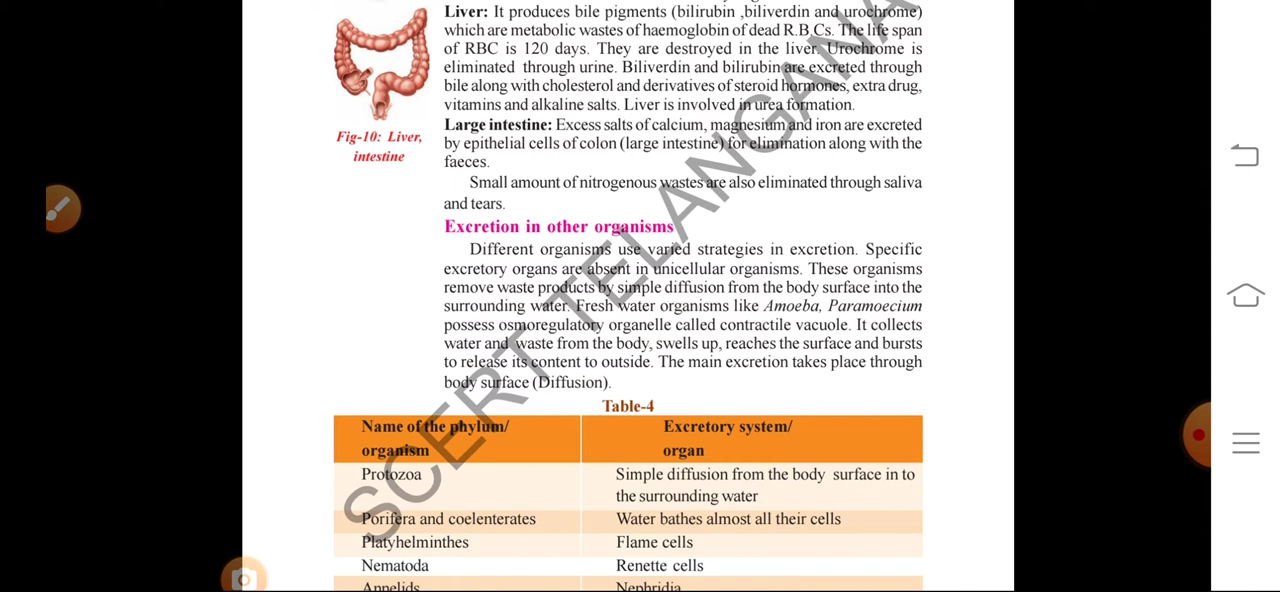 Liver: It produces bile pigments (bilirubin ,biliverdin and urochrome)
which are metabolic wastes of haemoglobin of dead R.B.Cs. The life span
of RBC is 120 days. They are destroyed in the liver. Urochrome is
eliminated through urine. Biliverdin and bilirubin are excreted through
bile along with cholesterol and derivatives of steroid hormones, extra drug,
vitamins and alkaline salts. Liver is involved in urea formation.
Fig-10: Liver,
intestine
Large intestine: Excess salts of calcium, magnesium and iron are excreted
by epithelial cells of colon (large intestine) for elimination along with the
faeces.
Small amount of nitrogenous wastes are also eliminated through saliva
and tears.
Excretion in other organisms
Different organisms use varied strategies in excretion. Specific
excretory organs are absent in unicellular organisms. These organisms
remove waste products by simple diffusion from the body surface into the
surrounding water. Fresh water organisms like Amoeba, Paramoecium
possess osmoregulatory organelle called contractile vacuole. It collects
water and waste from the body, swells up, reaches the surface and bursts
to release its content to outside. The main excretion takes place through
body surface (Diffusion).
Table-4
Name of the phylum/ Excretory system/
organism organ
Protozoa Simple diffusion from the body surface in to
the surrounding water
Porifera and coelenterates Water bathes almost all their cells
Platyhelminthes Flame cells
Nematoda Renette cells
Annelids Nephridia
SCERT TELANGANA